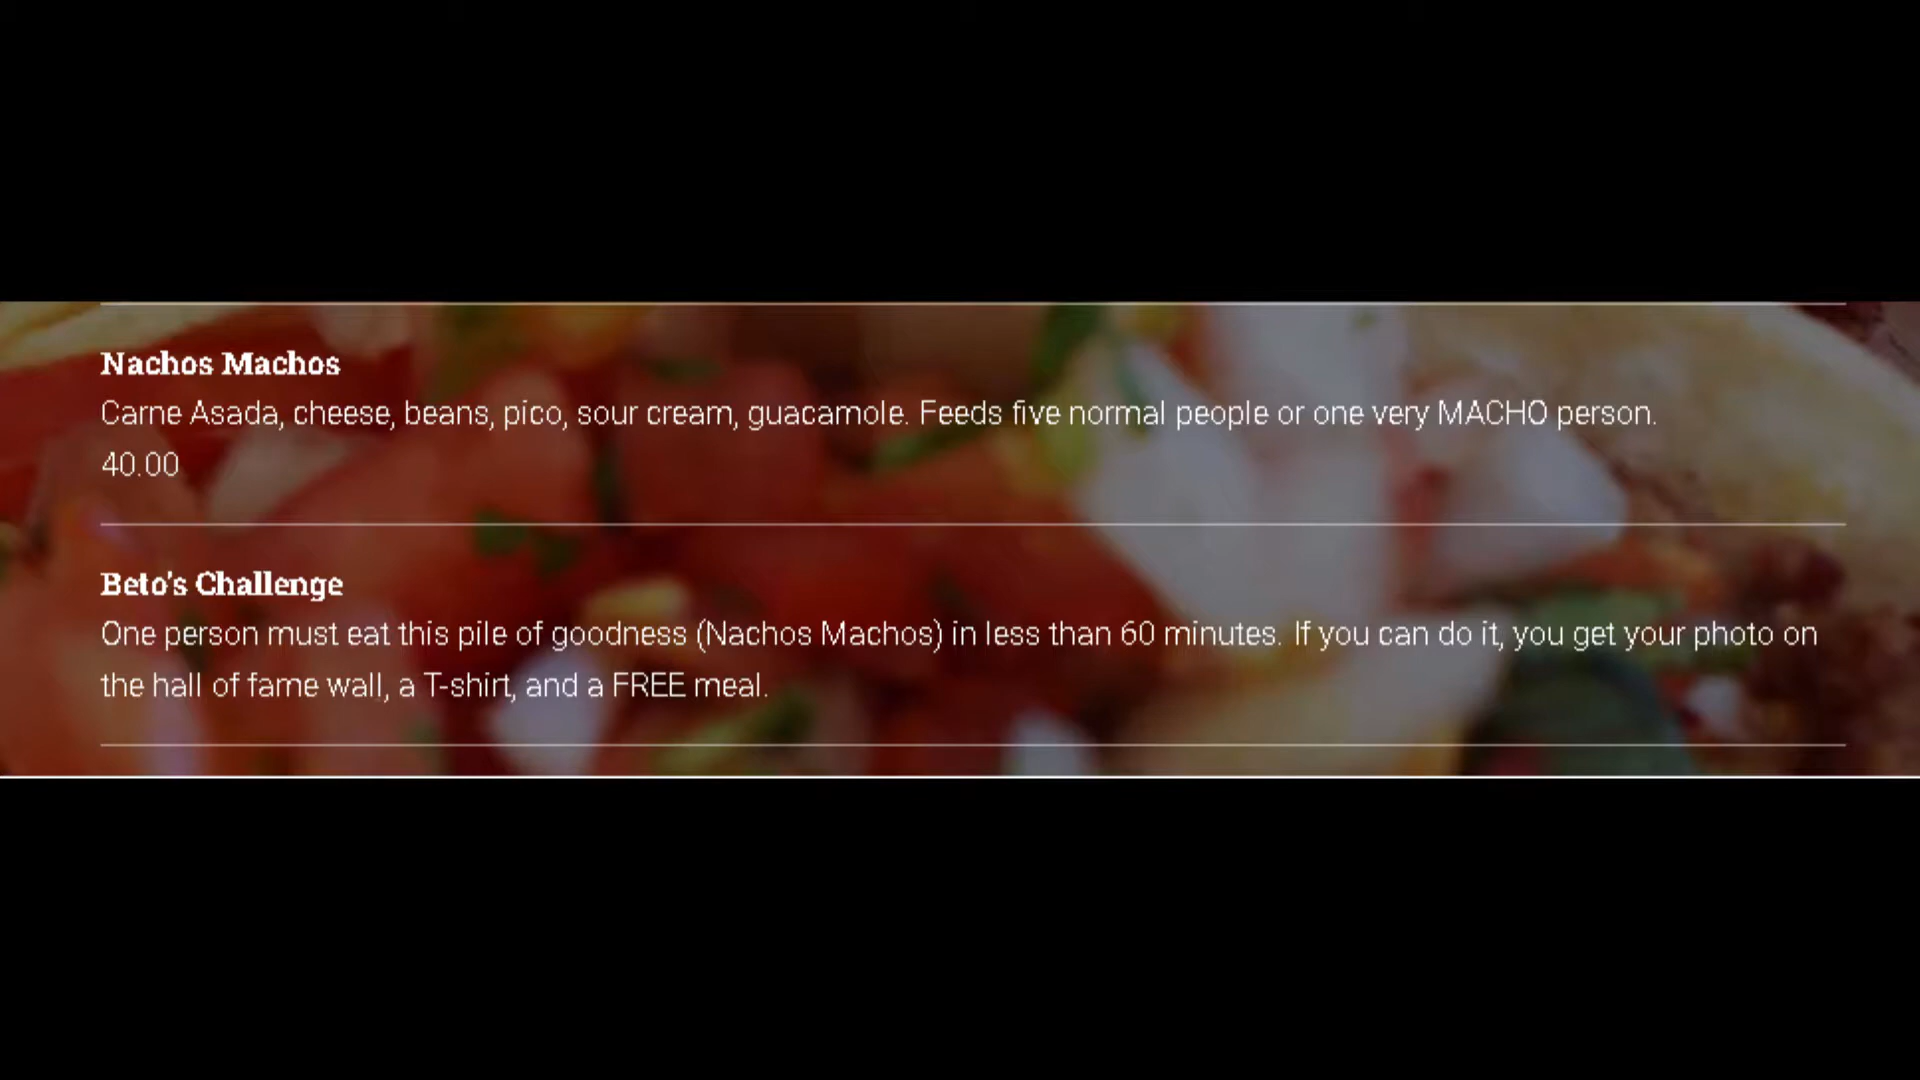 Nachos Machos
Carne Asada, cheese, beans, pico, sour cream, guacamole. Feeds five normal people or one very MACHO person.
40.00
Beto's Challenge
One person must eat this pile of goodness (Nachos Machos) in less than 60 minutes. If you can do it, you get your photo on
the hall of fame wall, a T-shirt, and a FREE meal.